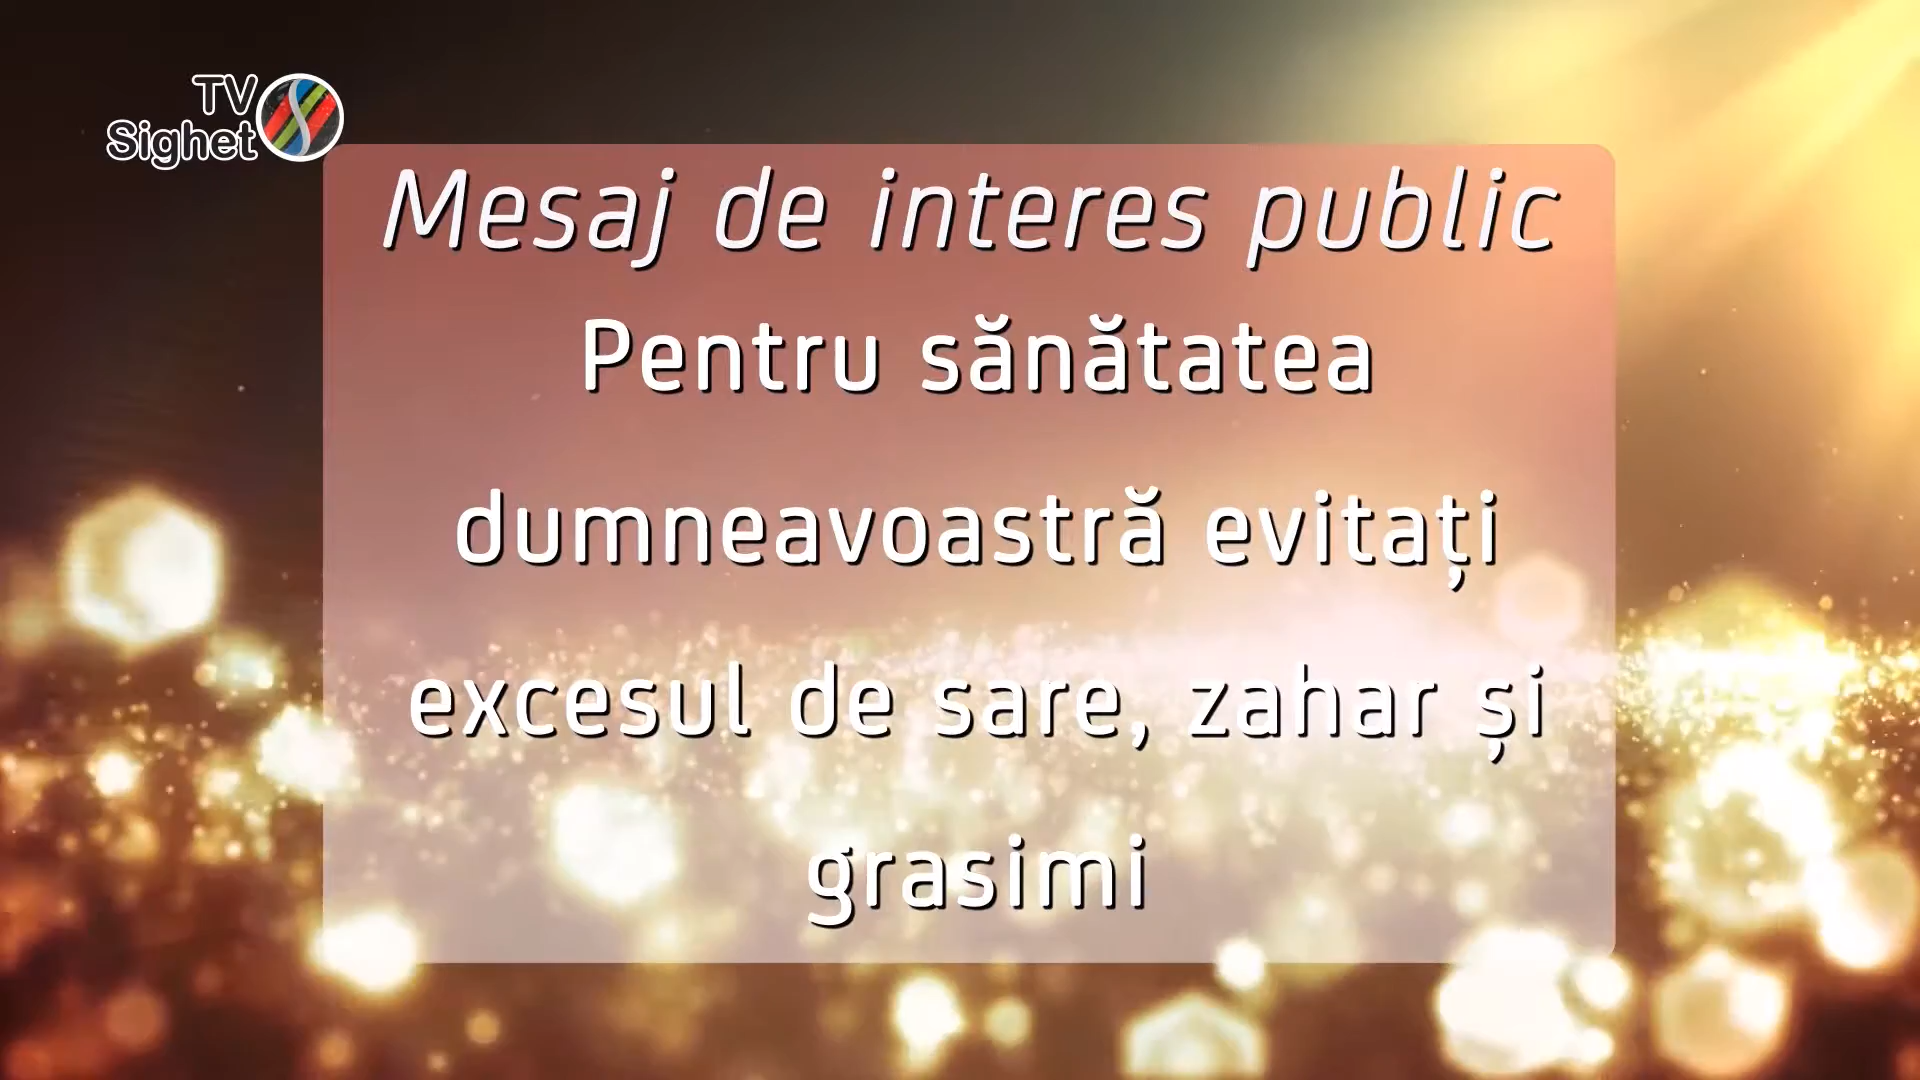 TV
Sighet
Mesaj de interes public
Pentru sănătatea
dumneavoastră evitați
excesul de sare, zahar și
grasimi